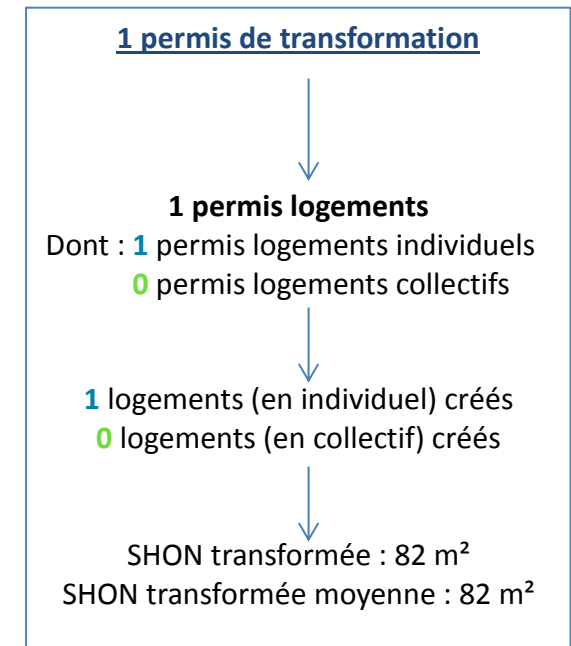 1 permis de transformation
1 permis logements
Dont : 1 permis logements individuels
0 permis logements collectifs
1 logements (en individuel) créés
0 logements (en collectif) créés
SHON transformée : 82 m²
SHON transformée moyenne : 82 m²